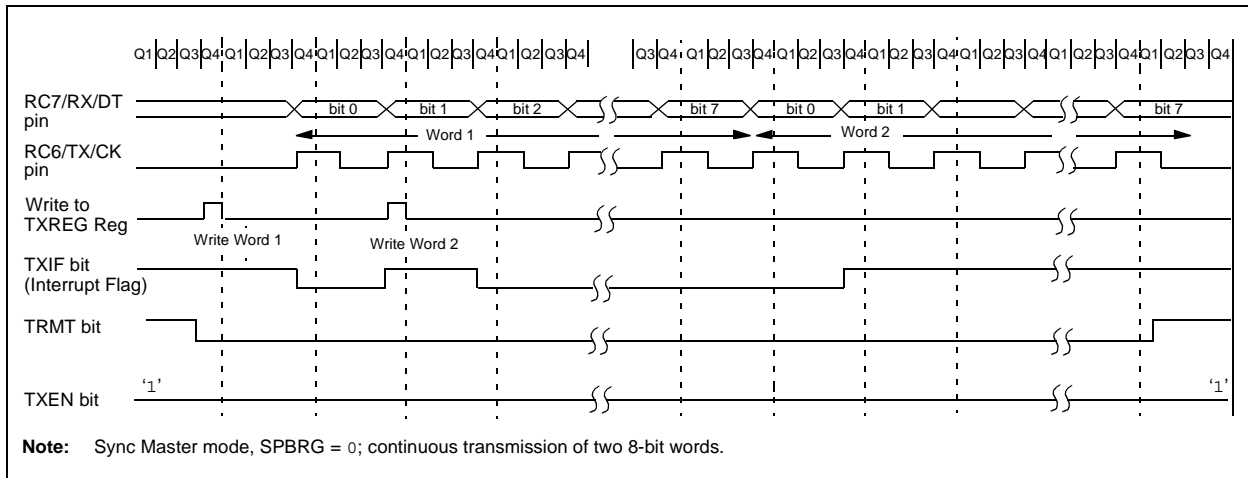 Q1 Q2 Q3 Q4 Q1 Q2 Q3 Q4 Q1 Q2 Q3 Q4 Q1 Q2 Q3 Q4 Q1 Q2 Q3 Q4 Q3 Q4 Q1 Q2 Q3 Q4 Q1 Q2 Q3 Q4 Q1 Q2 Q3 Q4 Q1 Q2 Q3 Q4 Q1 Q2 Q3 Q4 Q1 Q2 Q3 Q4
RC7/RX/DT
pin
bit 0 bit 1 bit 2 bit 7 bit 0 bit 1 bit 7
Word 1 Word 2
RC6/TX/CK
pin
Write to
TXREG Reg
Write Word 1 Write Word 2
TXIF bit
(Interrupt Flag)
TRMT bit
'1' '1'
TXEN bit
Note: Sync Master mode, SPBRG = 0; continuous transmission of two 8-bit words.